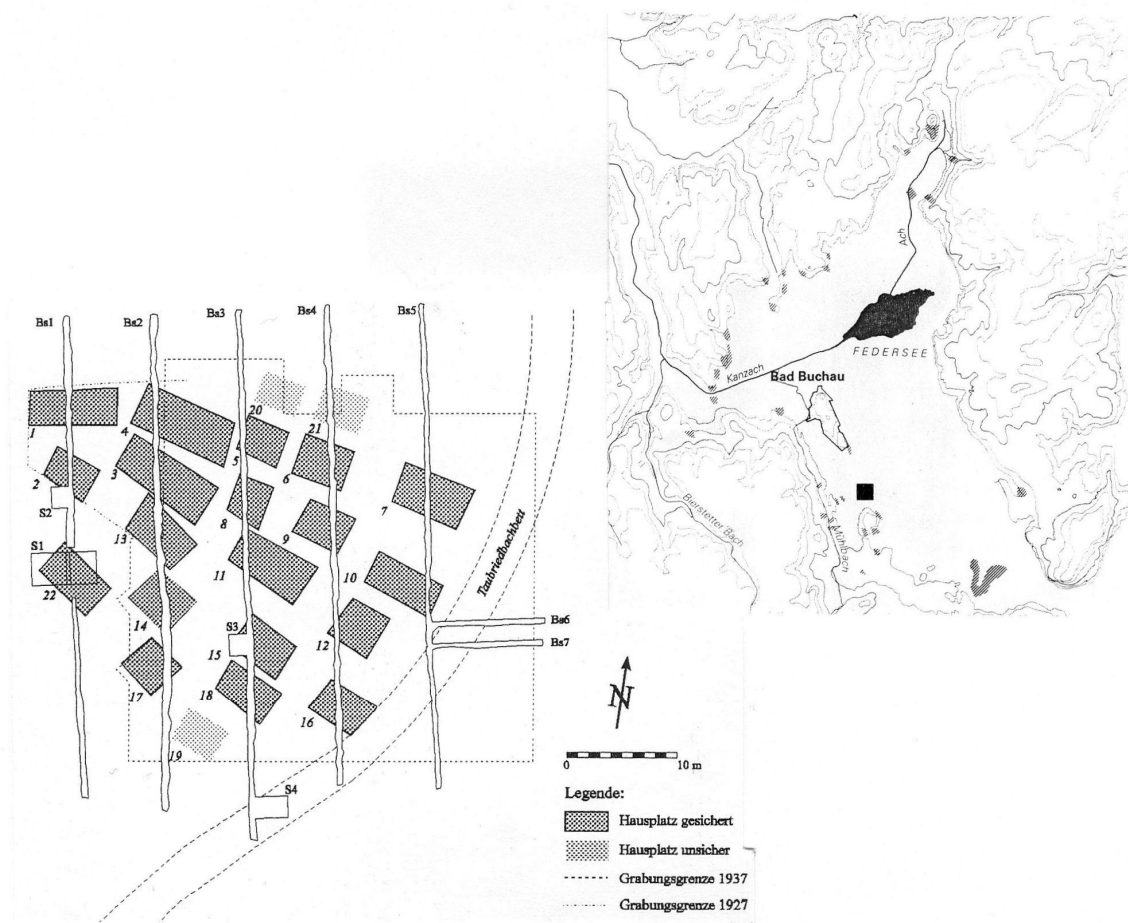 Bs1
Bs2
Bs3
Bs4
Bs5
1
4
20
21
5
2
3
6
S2
8
7
13
9
S1
11
10
22
Taubriedbachbett
14
S3
12
Bs6
15
Bs7
17
18
16
19
S4
N
0
10 m
Legende:
Hausplatz gesichert
Hausplatz unsicher
Grabungsgrenze 1937
Grabungsgrenze 1927
Ach
FEDERSEE
Kanzach
Bad Buchau
Bierstetter Bach
Mühlbach